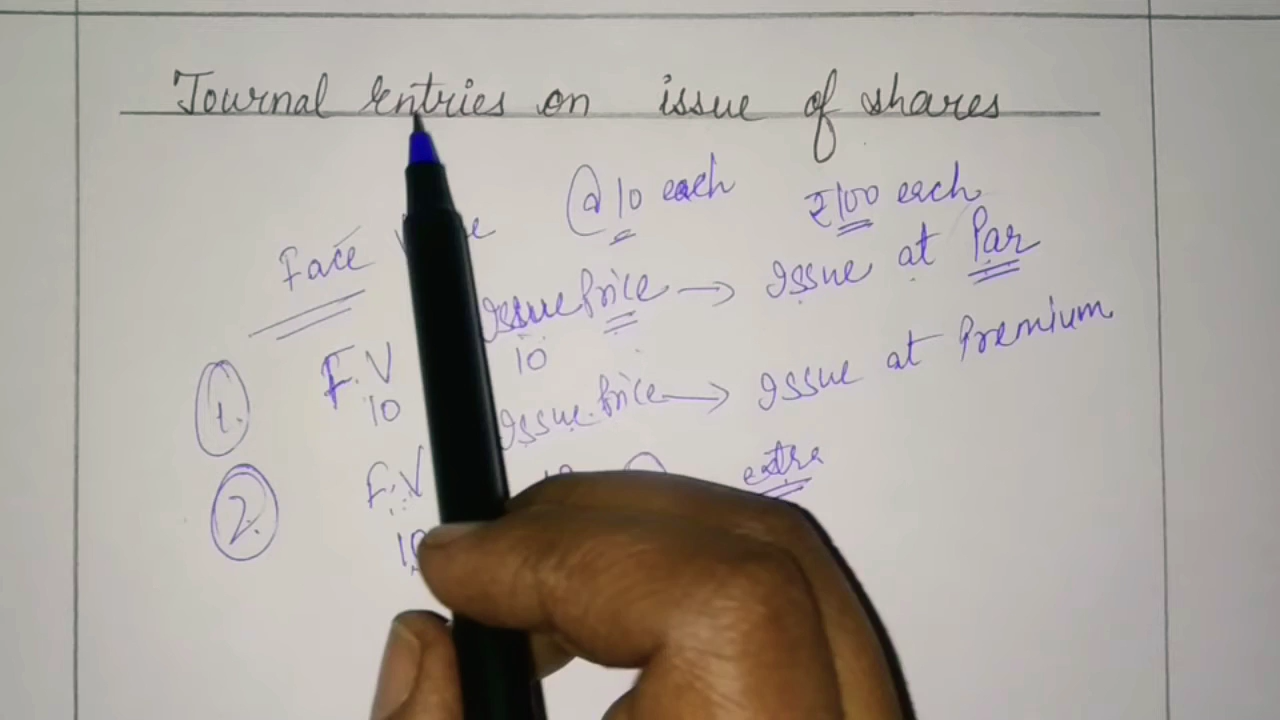 Journal Entries on issue of shares
@ 10 each ₹100 each
Face
Issue Price → Issue at Par
1. F.V
10 10
Issue Price → Issue at Premium
2. F.V
extra
10